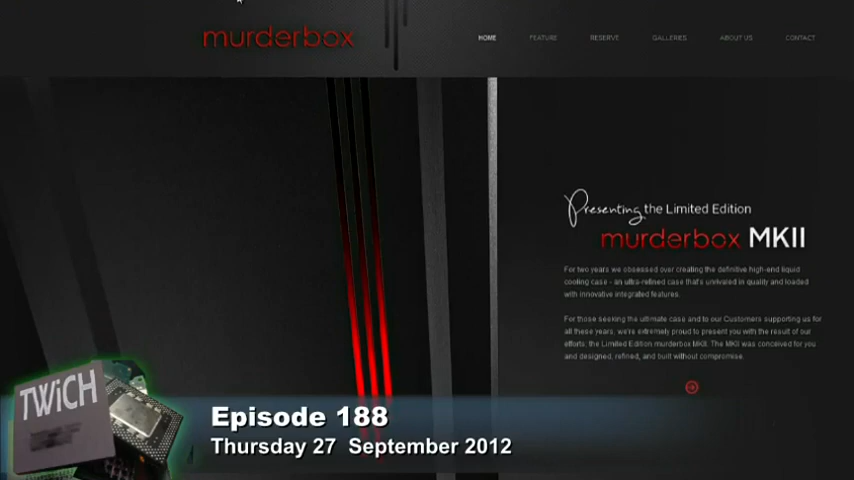 murderbox
HOME FEATURE RESERVE GALLERIES ABOUT US CONTACT
Presenting the Limited Edition
murderbox MKII
For two years we obsessed over creating the definitive high-end liquid
cooling case - an ultra-refined case that's unrivaled in quality and loaded
with innovative integrated features.
For those seeking the ultimate case and to our Customers supporting us for
all these years, we're extremely proud to present you with the result of our
efforts; the Limited Edition murderbox MKII. The MKII was conceived for you
and designed, refined, and built without compromise.
TWiCH
Episode 188
Thursday 27 September 2012